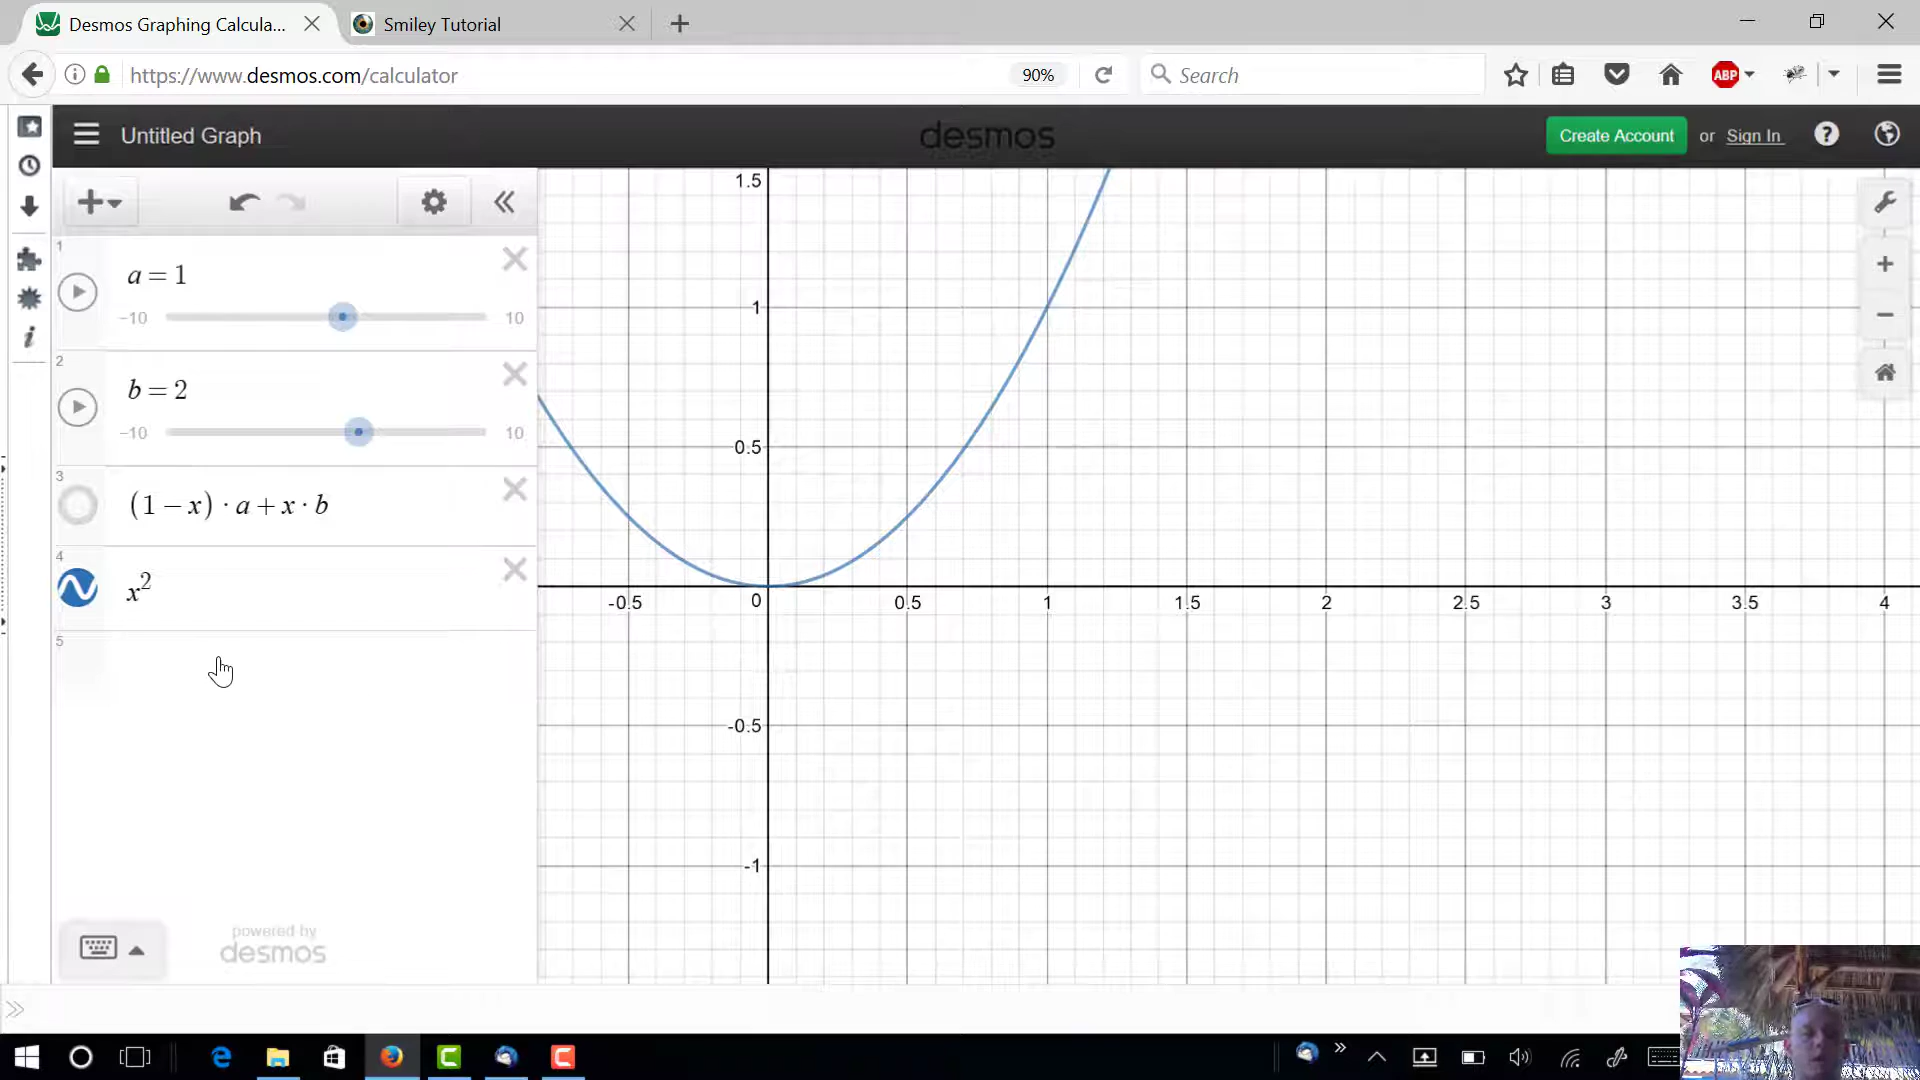 Desmos Graphing Calcula...
Smiley Tutorial
https://www.desmos.com/calculator
90%
Search
ABP
Untitled Graph
desmos
Create Account or Sign In
1
a = 1
-10
10
2
b = 2
-10
10
3
(1 − x) · a + x · b
4
x²
5
powered by
desmos
1.5
1
0.5
-0.5
0
0.5
1
1.5
2
2.5
3
3.5
4
-0.5
-1